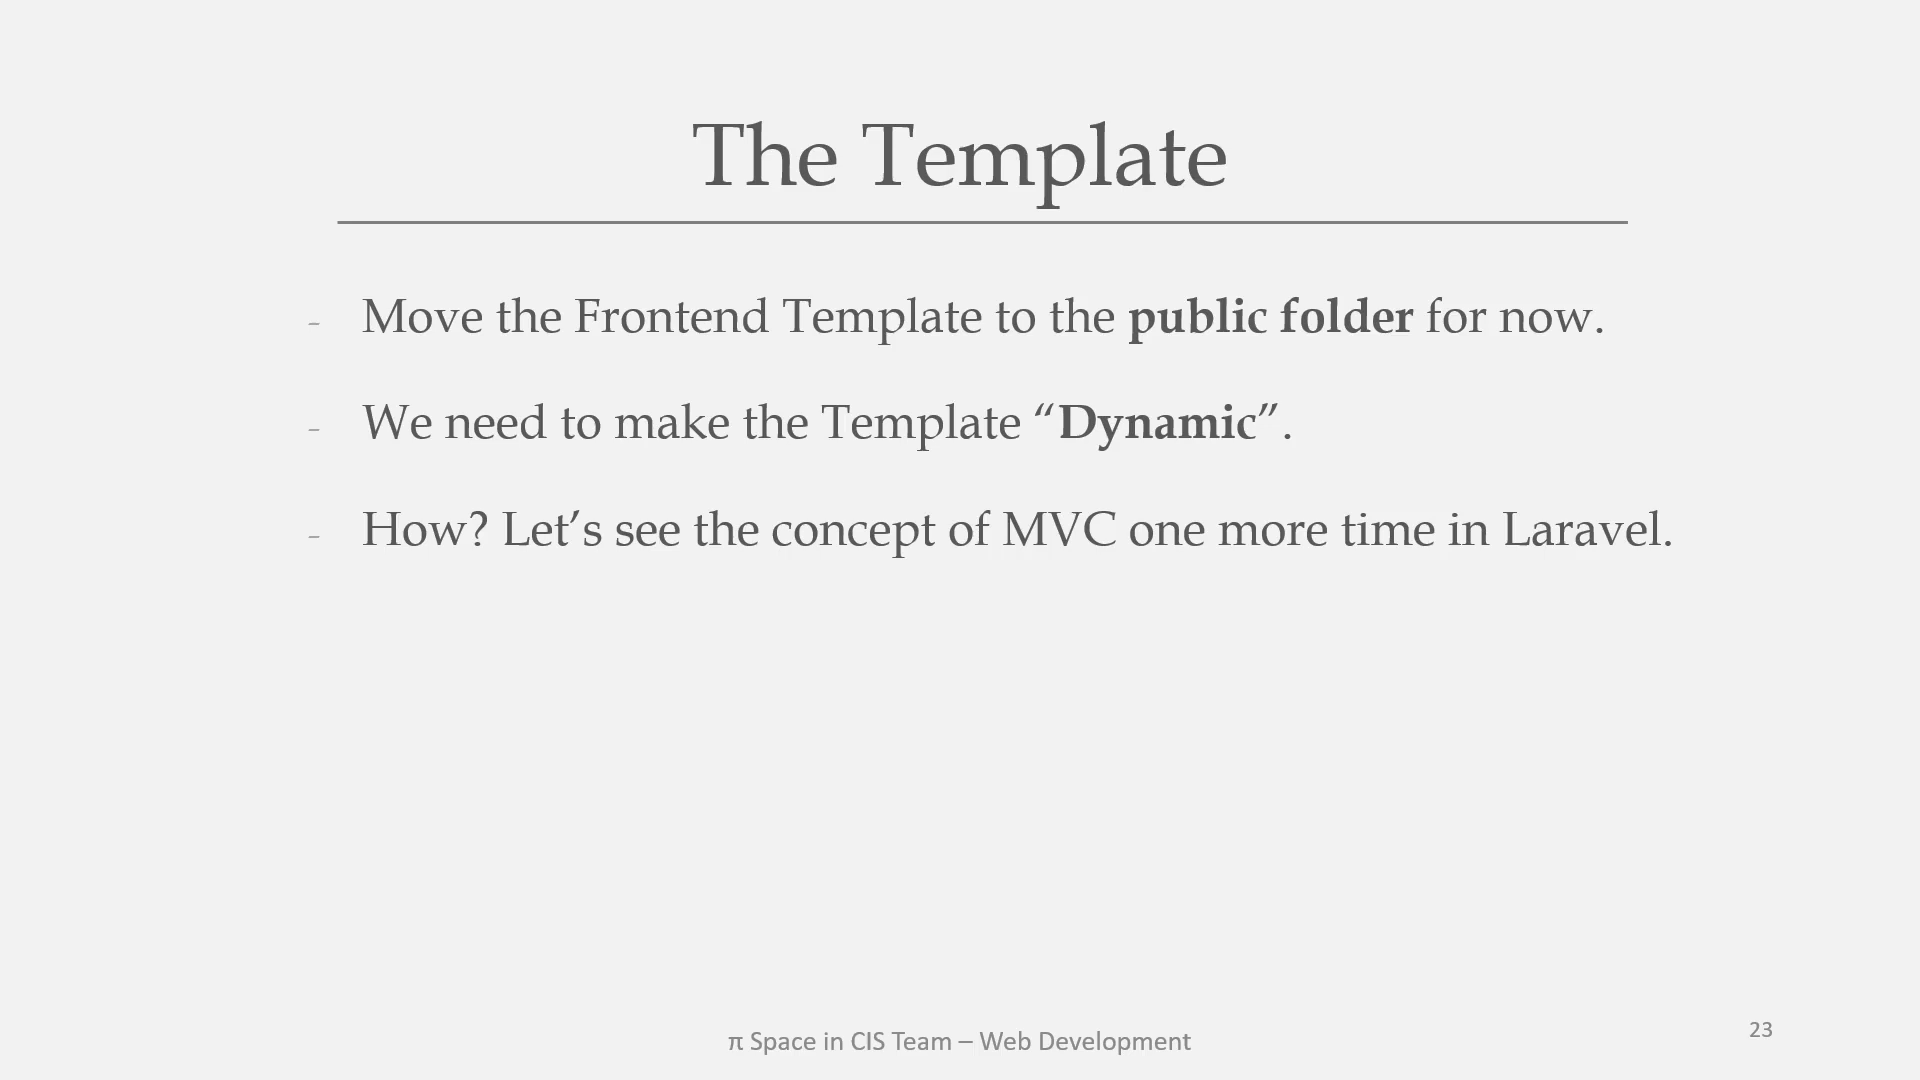 The Template
- Move the Frontend Template to the public folder for now.
- We need to make the Template “Dynamic”.
- How? Let’s see the concept of MVC one more time in Laravel.
π Space in CIS Team – Web Development
23